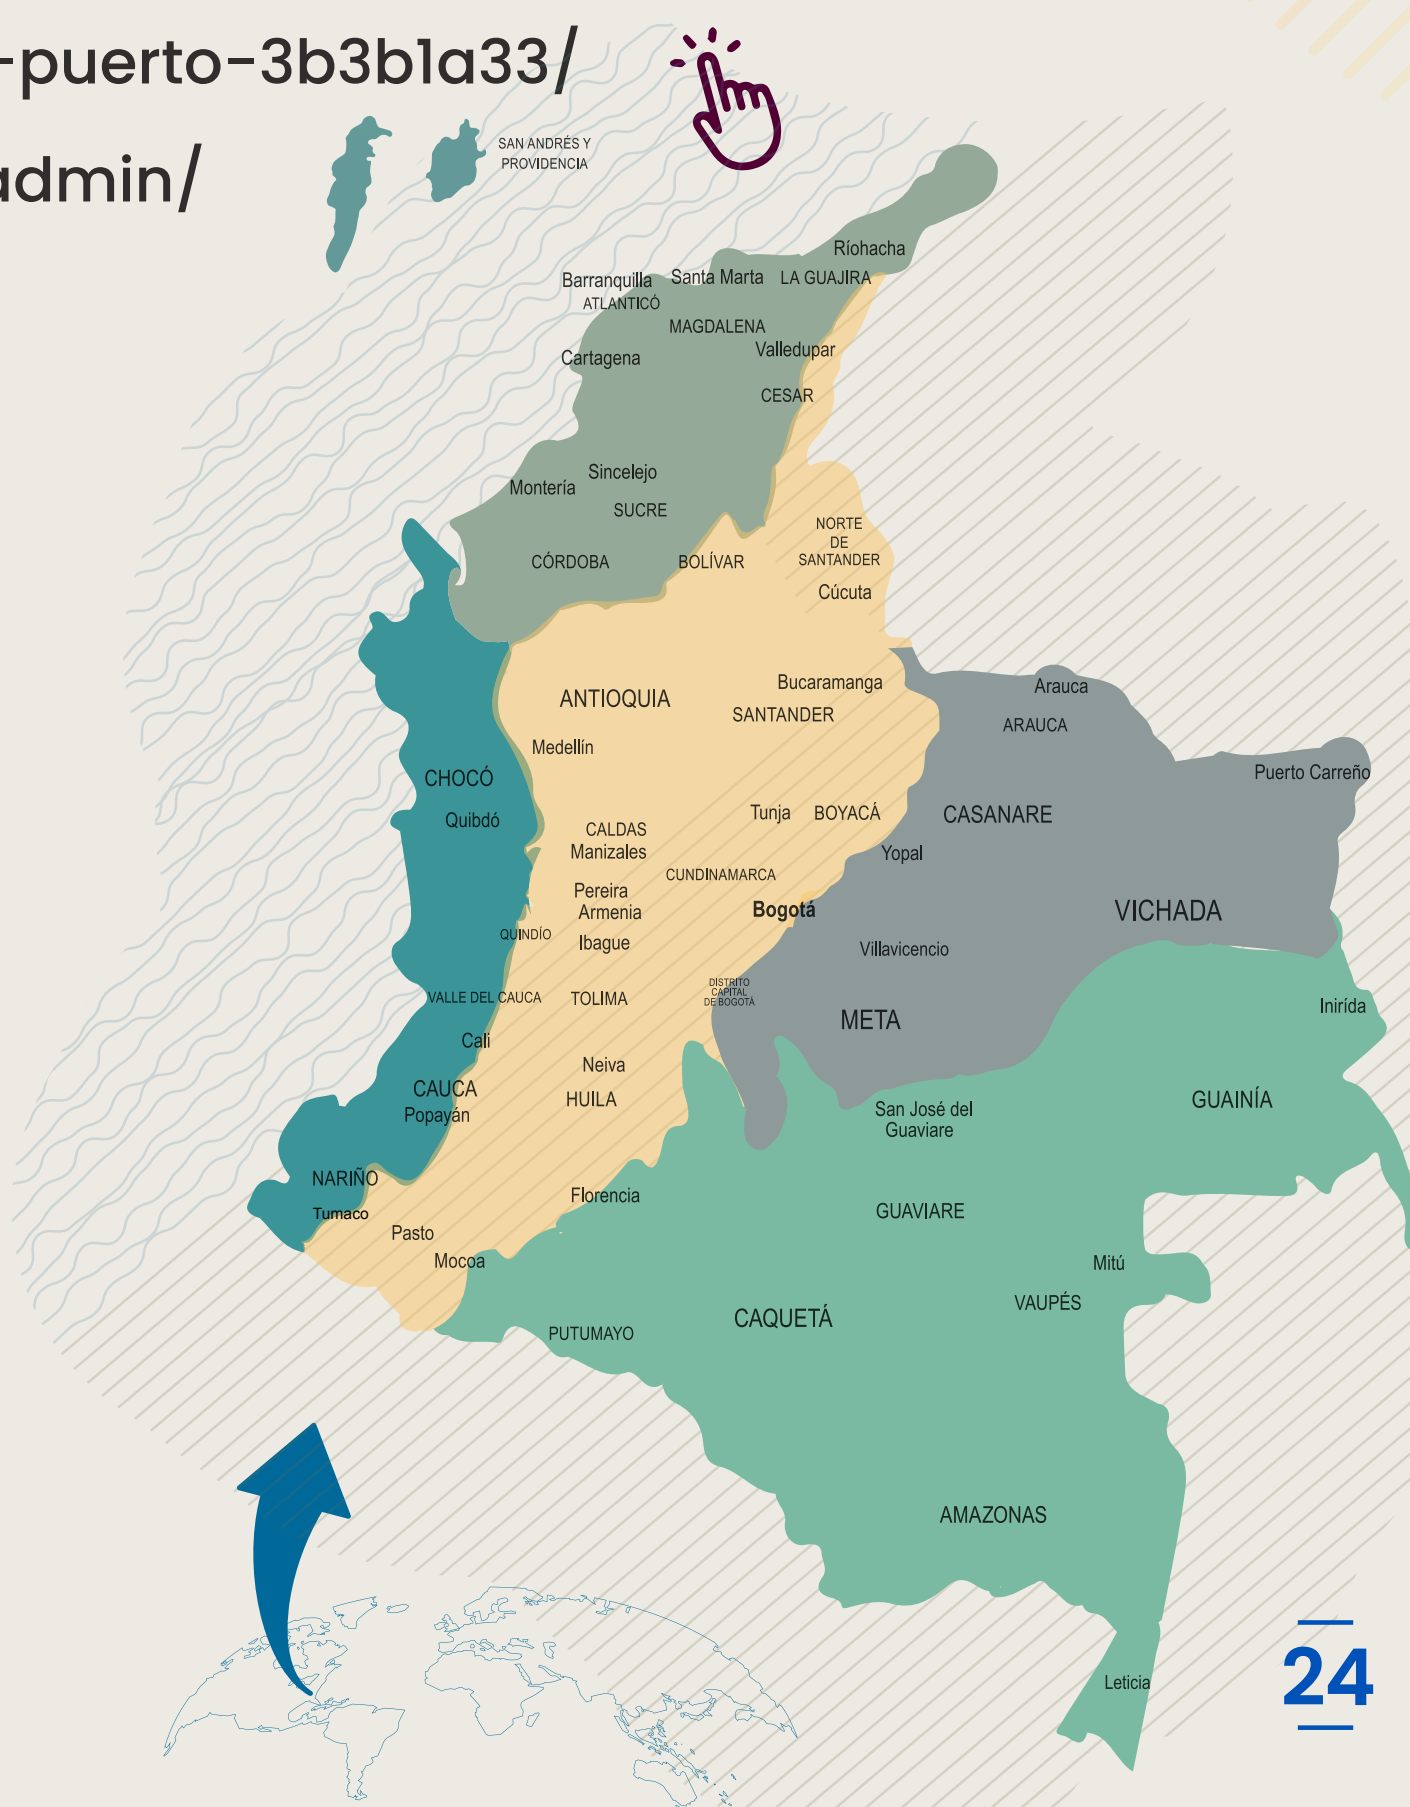 -puerto-3b3b1a33/
admin/
SAN ANDRÉS Y
PROVIDENCIA
Ríohacha
Barranquilla
Santa Marta
LA GUAJIRA
ATLANTICÓ
MAGDALENA
Valledupar
Cartagena
CESAR
Sincelejo
Montería
SUCRE
NORTE
DE
SANTANDER
CÓRDOBA
BOLÍVAR
Cúcuta
Bucaramanga
Arauca
ANTIOQUIA
SANTANDER
ARAUCA
Medellín
Puerto Carreño
CHOCÓ
Tunja
BOYACÁ
CASANARE
Quibdó
CALDAS
Manizales
Yopal
CUNDINAMARCA
Pereira
Armenia
Bogotá
VICHADA
QUINDÍO
Ibague
Villavicencio
DISTRITO
CAPITAL
DE BOGOTÁ
VALLE DEL CAUCA
TOLIMA
Inirída
META
Cali
Neiva
CAUCA
HUILA
GUAINÍA
Popayán
San José del
Guaviare
NARIÑO
Florencia
Tumaco
GUAVIARE
Pasto
Mocoa
Mitú
VAUPÉS
CAQUETÁ
PUTUMAYO
AMAZONAS
24
Leticia